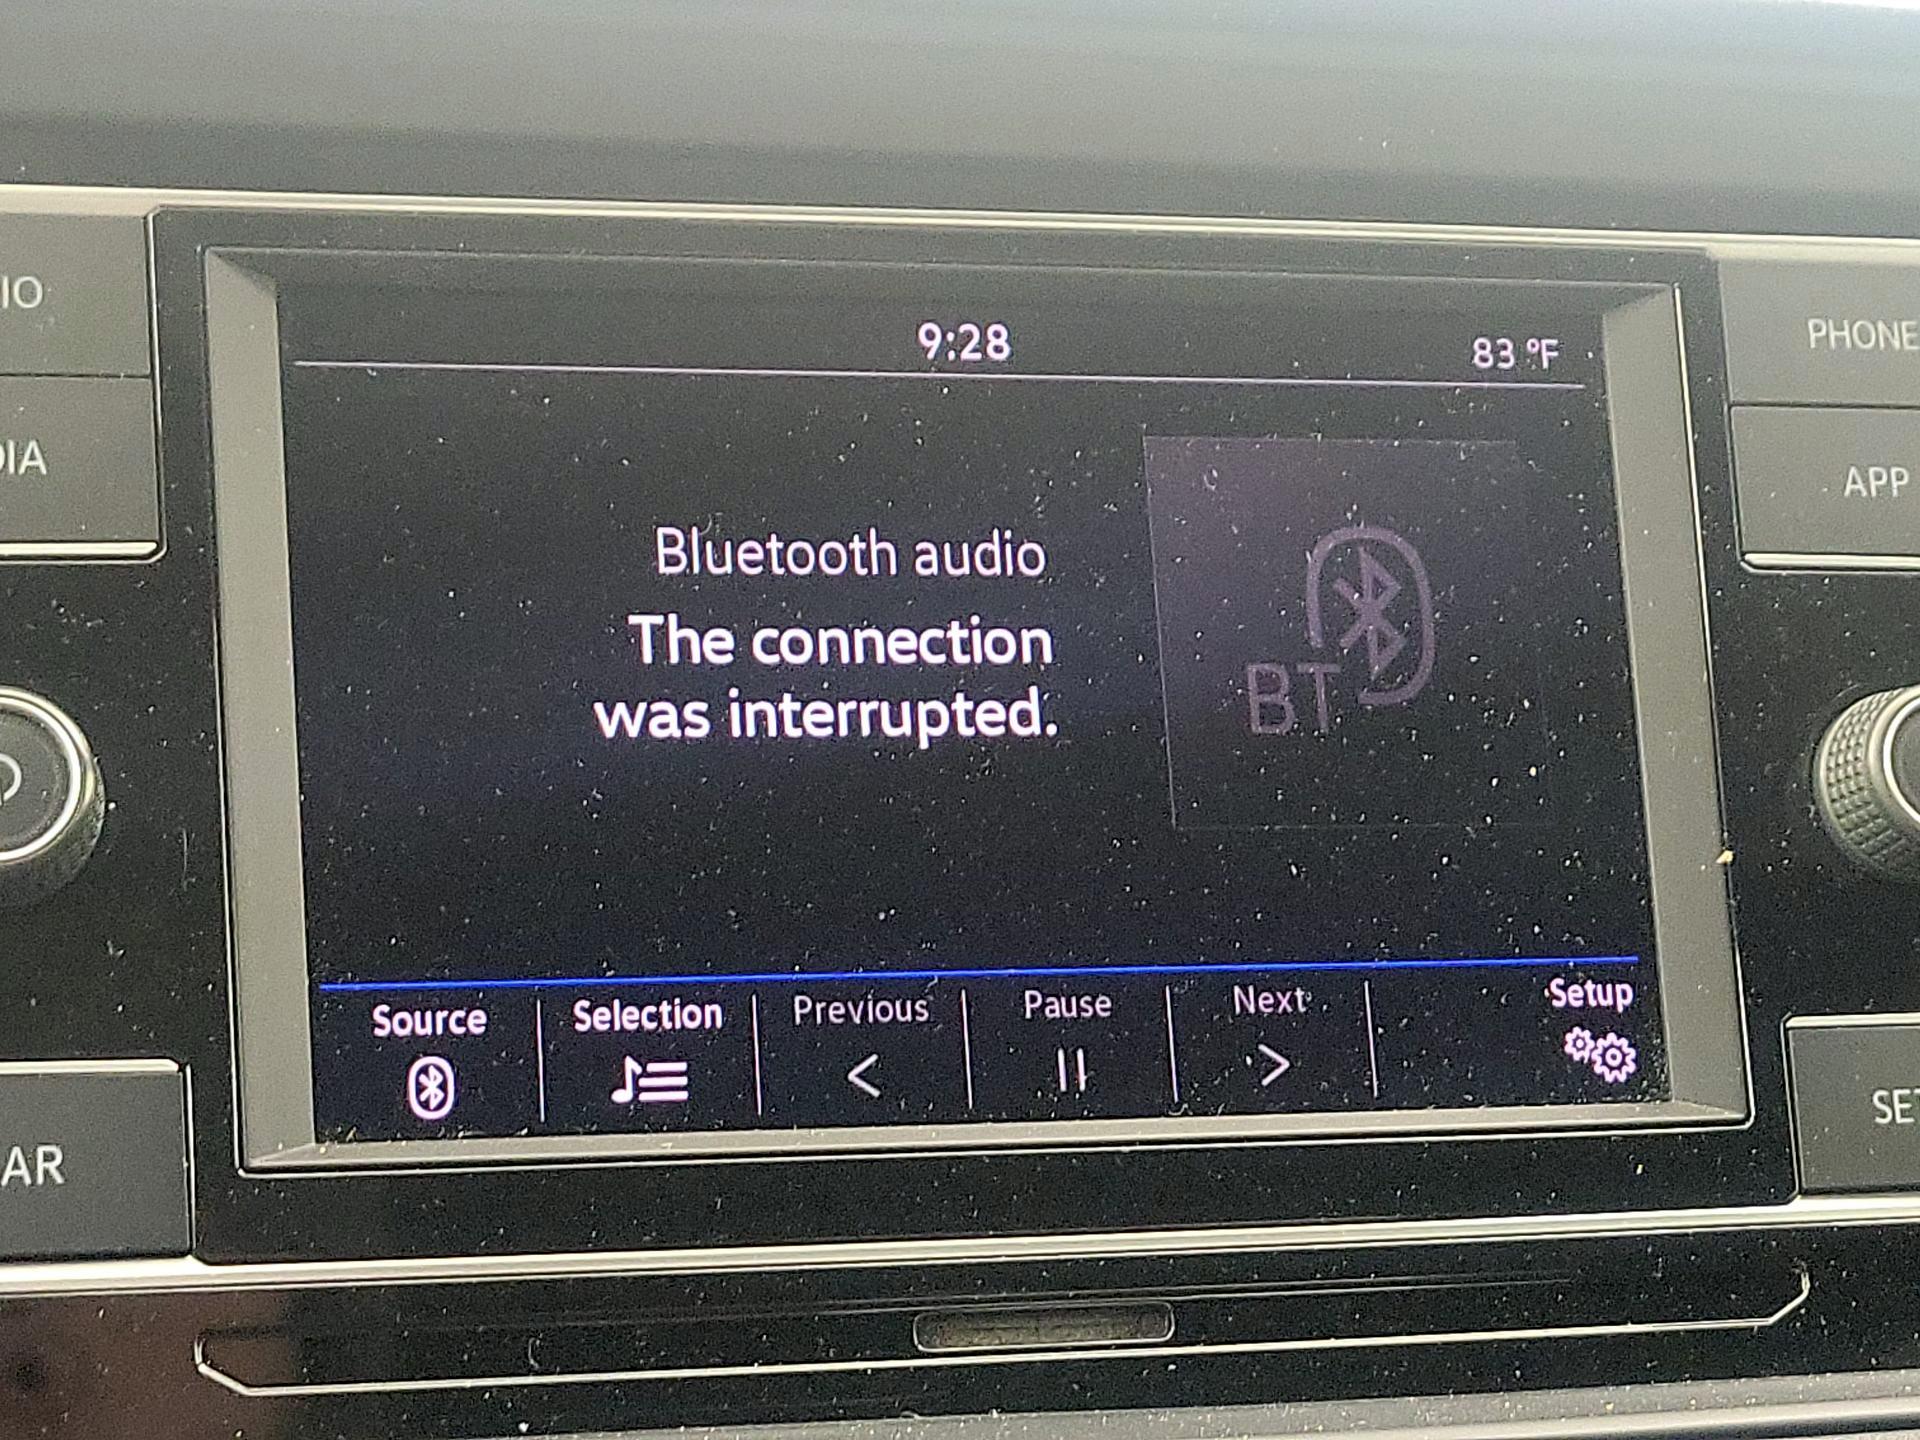 9:28
83 °F
PHONE
APP
Bluetooth audio
The connection
was interrupted.
BT
Source
Selection
Previous
Pause
Next
Setup